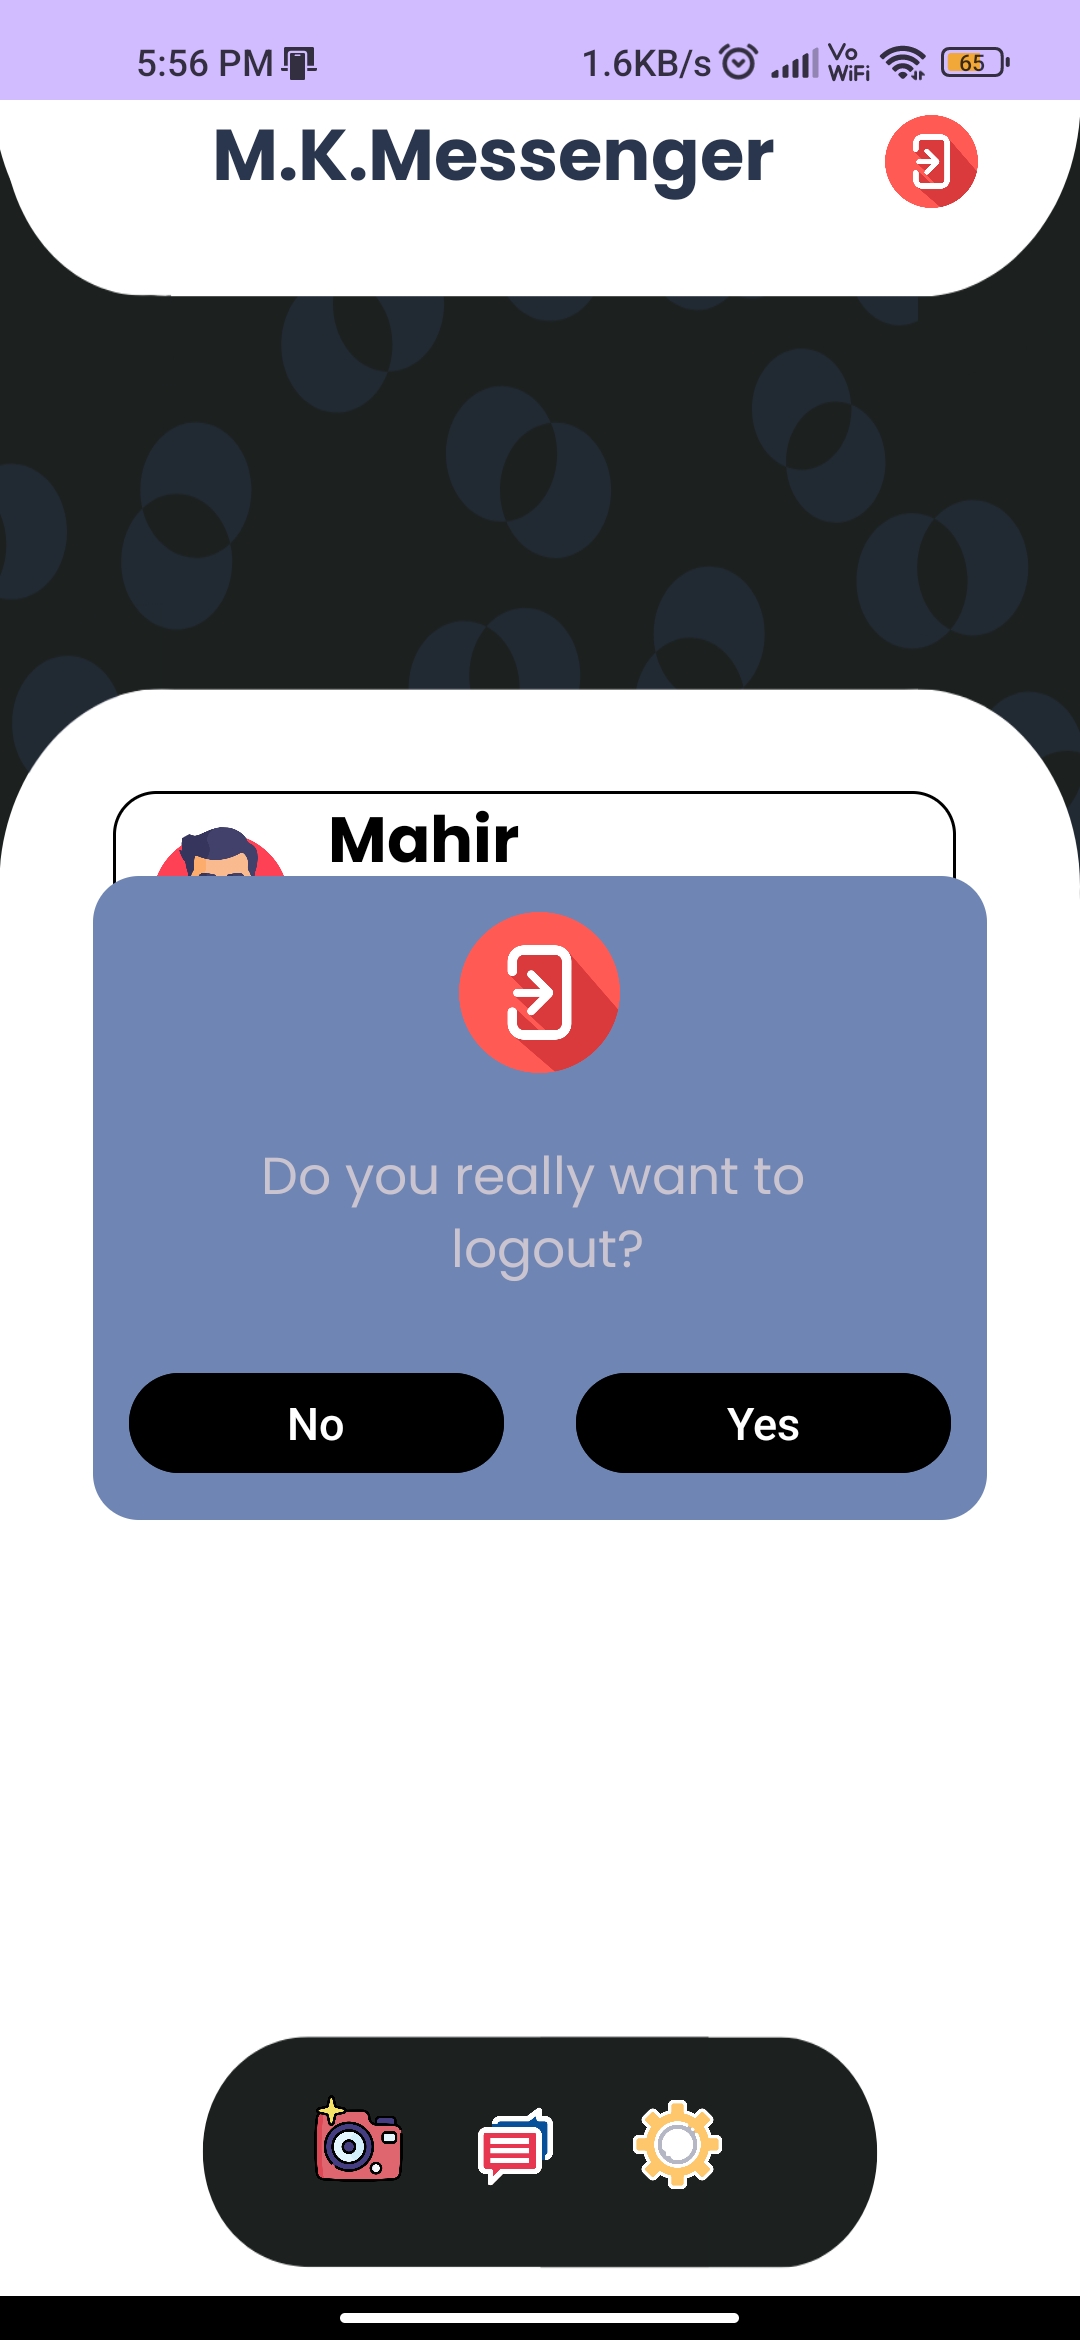 5:56 PM 1.6KB/s Vo WiFi 65
M.K.Messenger
Mahir
Do you really want to
logout?
No Yes